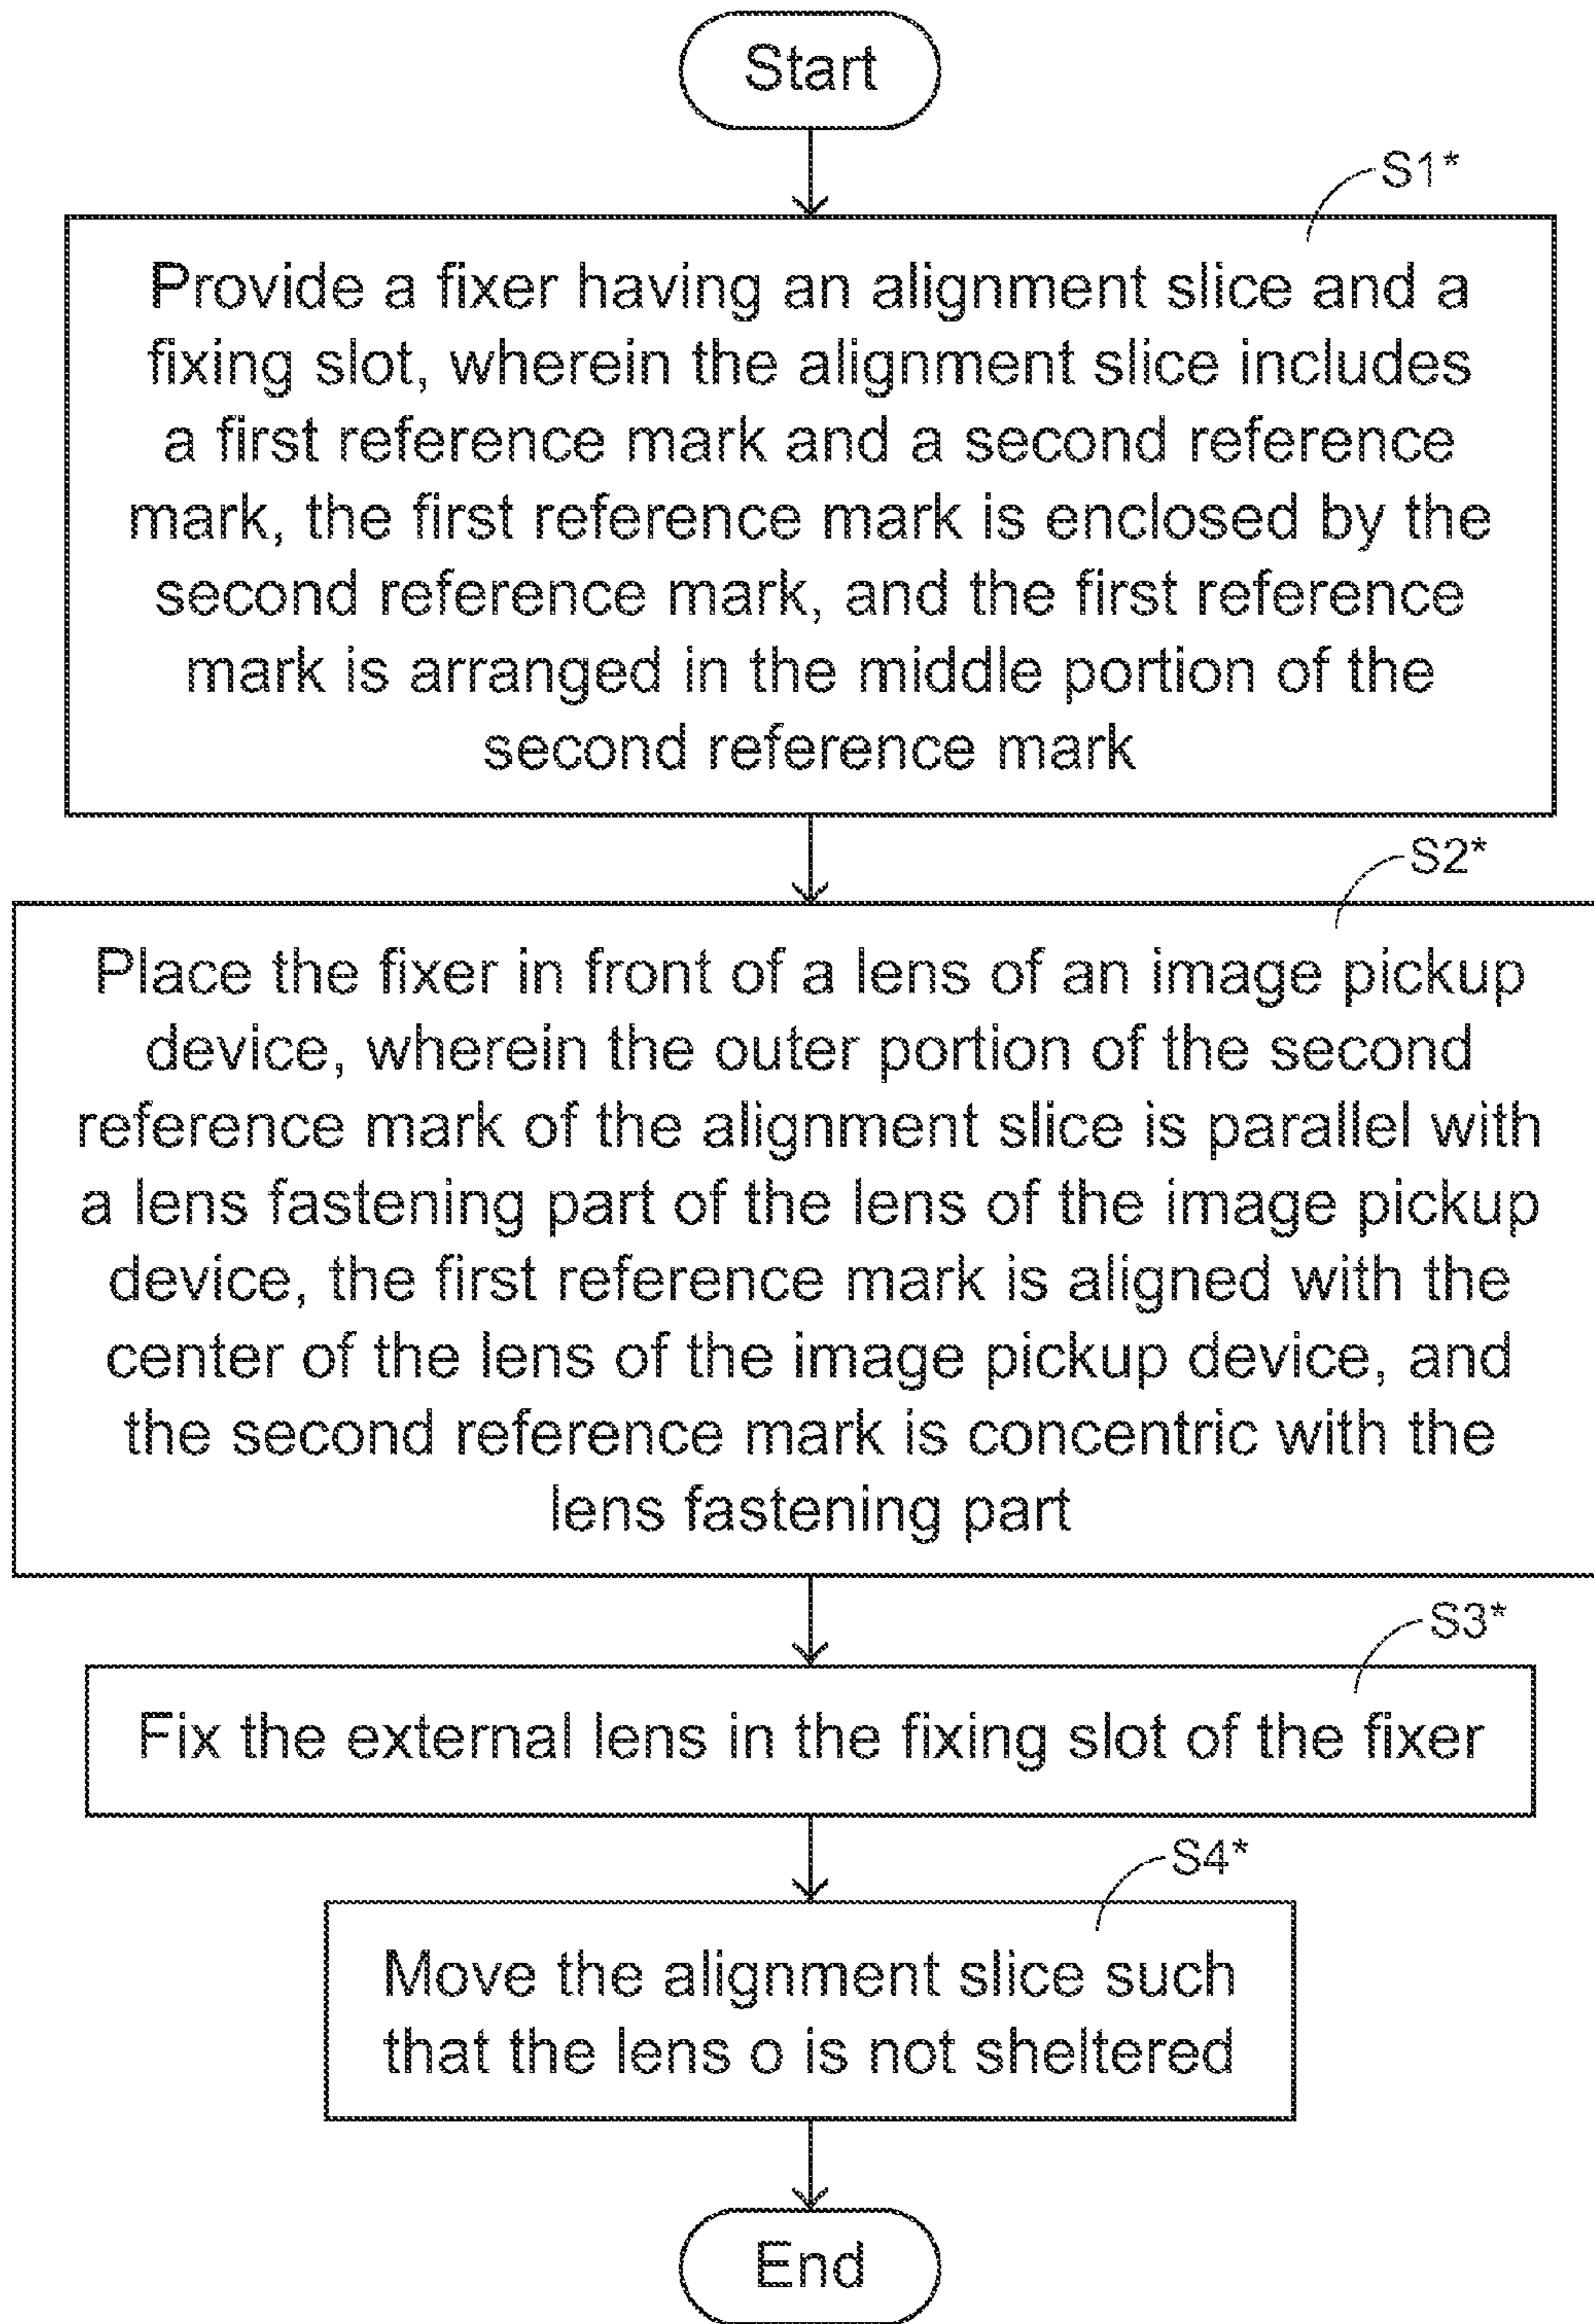 Start
S1*
Provide a fixer having an alignment slice and a
fixing slot, wherein the alignment slice includes
a first reference mark and a second reference
mark, the first reference mark is enclosed by the
second reference mark, and the first reference
mark is arranged in the middle portion of the
second reference mark
S2*
Place the fixer in front of a lens of an image pickup
device, wherein the outer portion of the second
reference mark of the alignment slice is parallel with
a lens fastening part of the lens of the image pickup
device, the first reference mark is aligned with the
center of the lens of the image pickup device, and
the second reference mark is concentric with the
lens fastening part
S3*
Fix the external lens in the fixing slot of the fixer
S4*
Move the alignment slice such
that the lens o is not sheltered
End